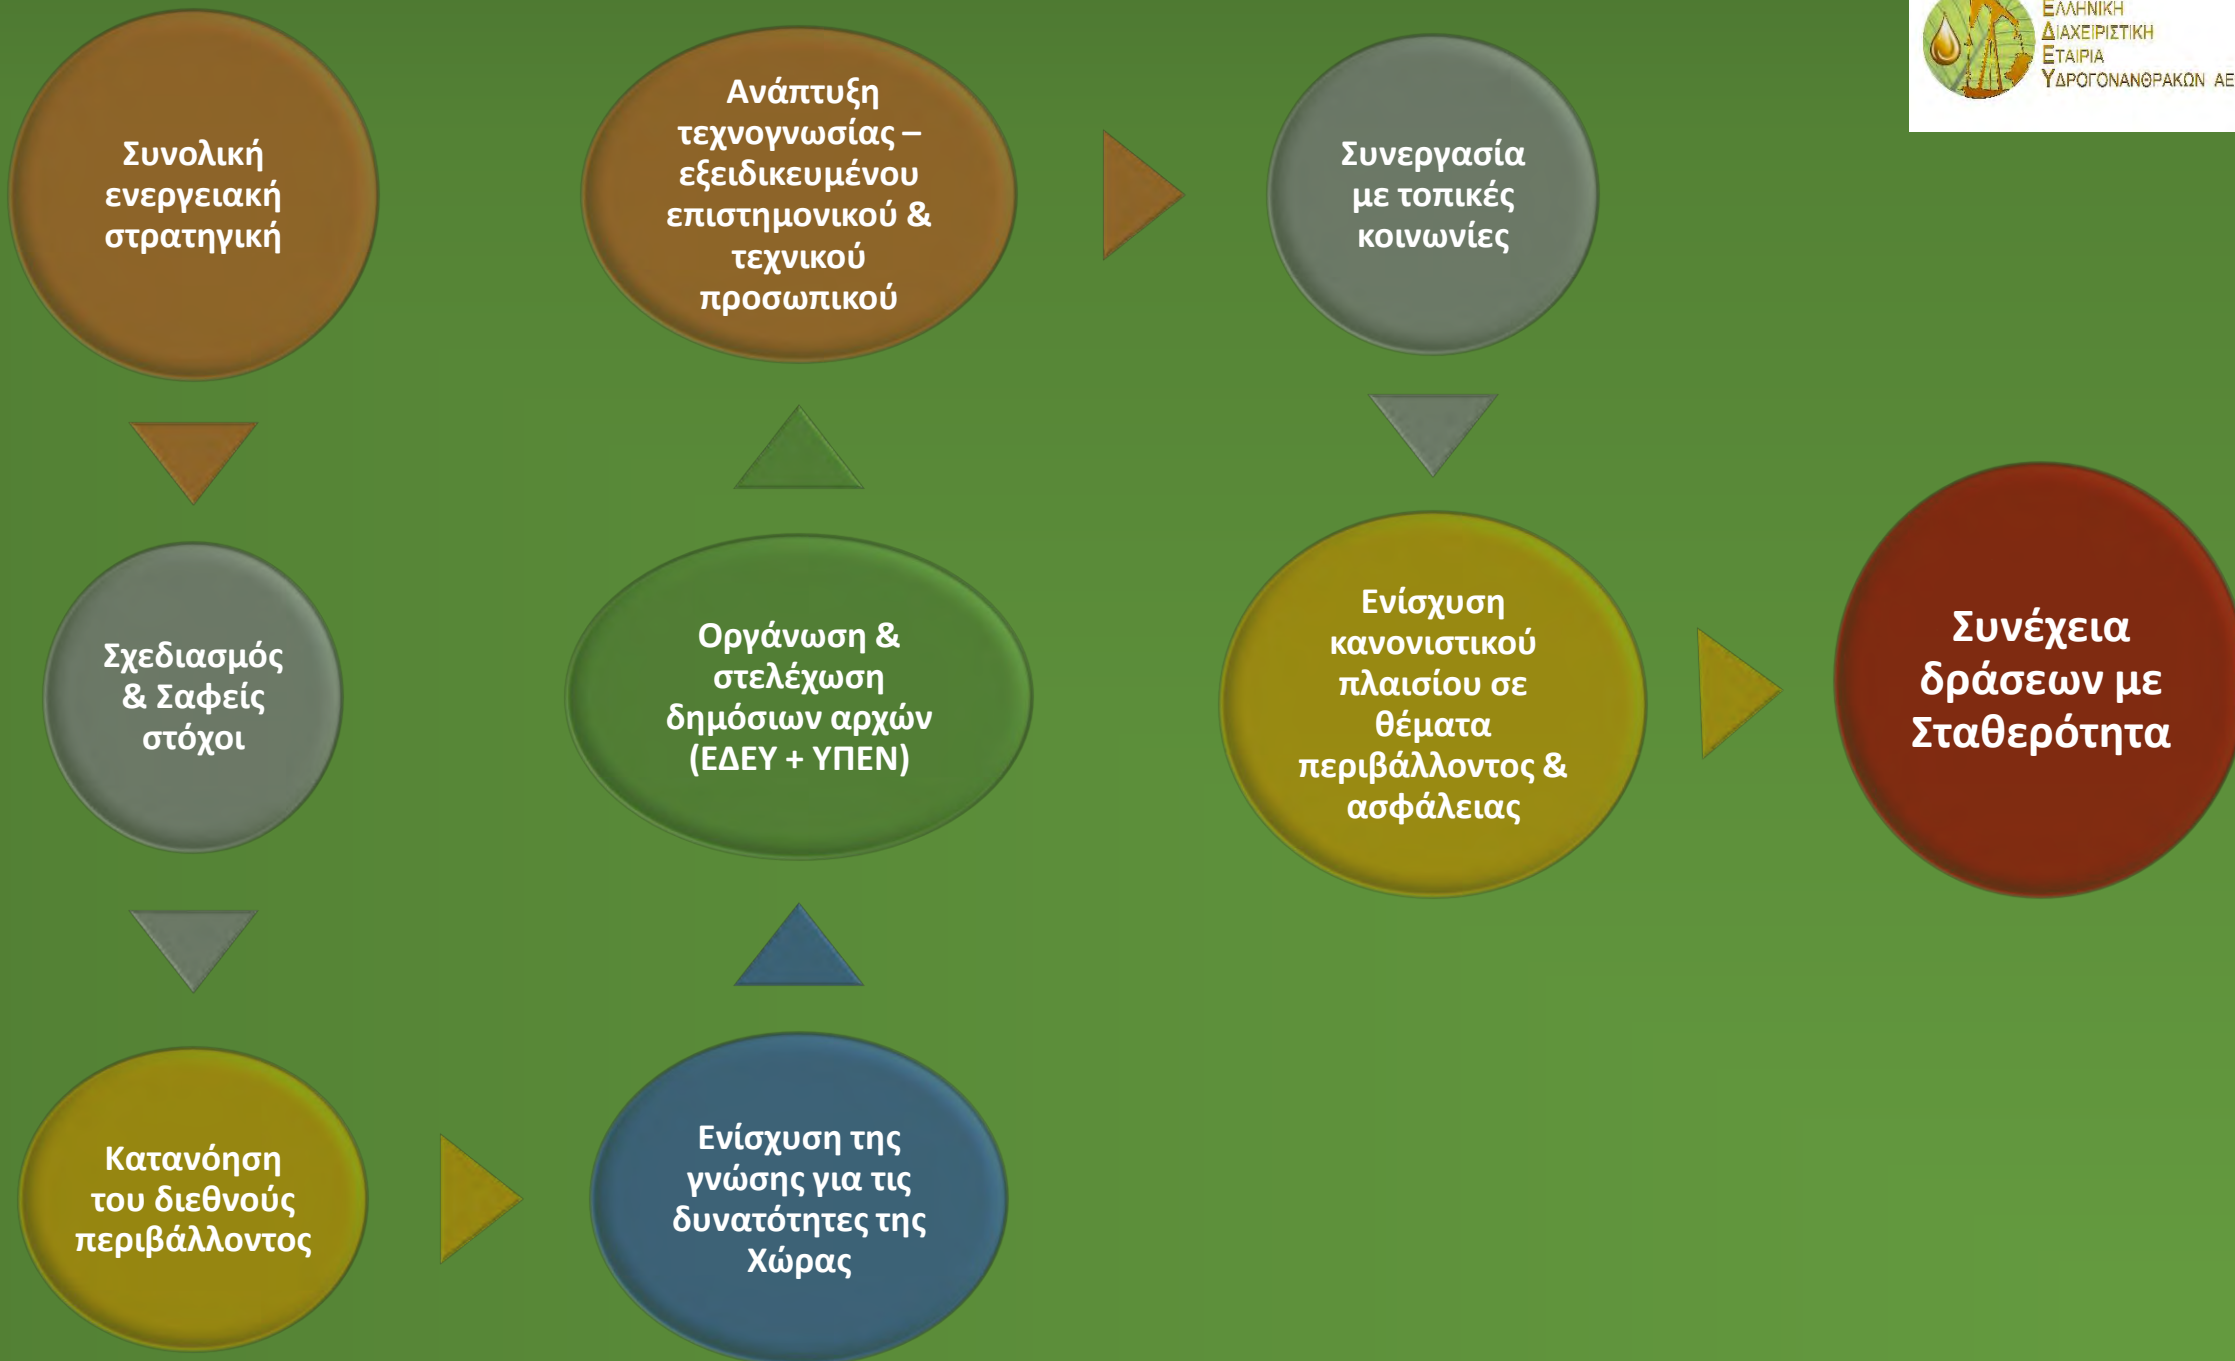 Συνολική
ενεργειακή
στρατηγική
Σχεδιασμός
& Σαφείς
στόχοι
Κατανόηση
του διεθνούς
περιβάλλοντος
Ενίσχυση της
γνώσης για τις
δυνατότητες της
Χώρας
Οργάνωση &
στελέχωση
δημόσιων αρχών
(ΕΔΕΥ + ΥΠΕΝ)
Ανάπτυξη
τεχνογνωσίας –
εξειδικευμένου
επιστημονικού &
τεχνικού
προσωπικού
Συνεργασία
με τοπικές
κοινωνίες
Ενίσχυση
κανονιστικού
πλαισίου σε
θέματα
περιβάλλοντος &
ασφάλειας
Συνέχεια
δράσεων με
Σταθερότητα
ΕΛΛΗΝΙΚΗ
ΔΙΑΧΕΙΡΙΣΤΙΚΗ
ΕΤΑΙΡΙΑ
ΥΔΡΟΓΟΝΑΝΘΡΑΚΩΝ ΑΕ